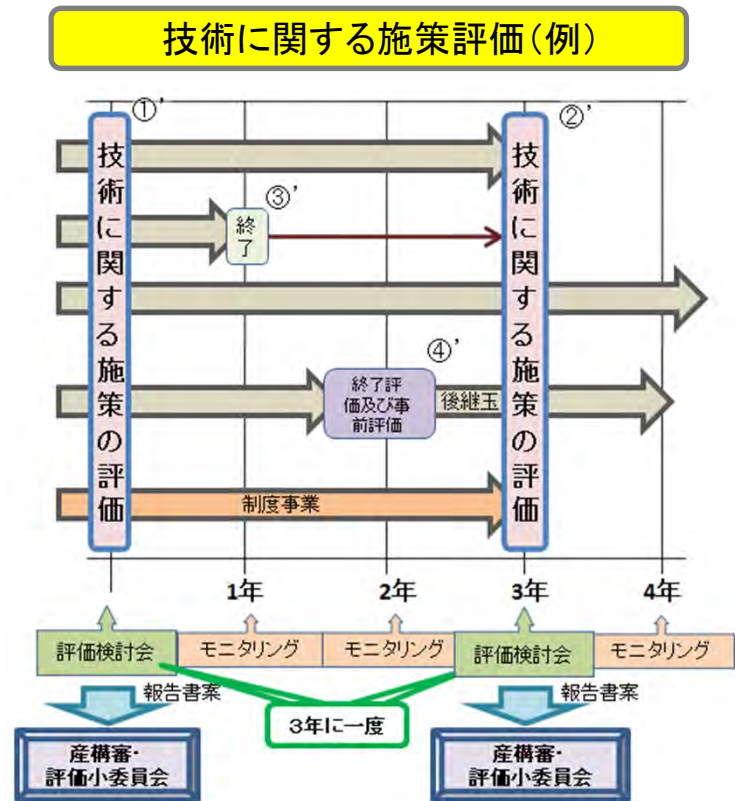 技術に関する施策評価(例)
①’
②’
技術に関する施策の評価
技術に関する施策の評価
③’
終
了
④’
終了評
価及び事
前評価
後継玉
制度事業
1年
2年
3年
4年
評価検討会
モニタリング
モニタリング
評価検討会
モニタリング
報告書案
報告書案
3年に一度
産構審・
評価小委員会
産構審・
評価小委員会